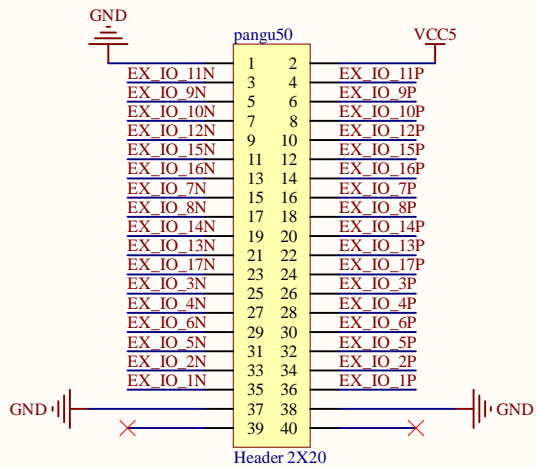 GND
pangu50
VCC5
1 2
EX_IO_11N 3 4 EX_IO_11P
EX_IO_9N 5 6 EX_IO_9P
EX_IO_10N 7 8 EX_IO_10P
EX_IO_12N 9 10 EX_IO_12P
EX_IO_15N 11 12 EX_IO_15P
EX_IO_16N 13 14 EX_IO_16P
EX_IO_7N 15 16 EX_IO_7P
EX_IO_8N 17 18 EX_IO_8P
EX_IO_14N 19 20 EX_IO_14P
EX_IO_13N 21 22 EX_IO_13P
EX_IO_17N 23 24 EX_IO_17P
EX_IO_3N 25 26 EX_IO_3P
EX_IO_4N 27 28 EX_IO_4P
EX_IO_6N 29 30 EX_IO_6P
EX_IO_5N 31 32 EX_IO_5P
EX_IO_2N 33 34 EX_IO_2P
EX_IO_1N 35 36 EX_IO_1P
GND 37 38 GND
39 40
Header 2X20